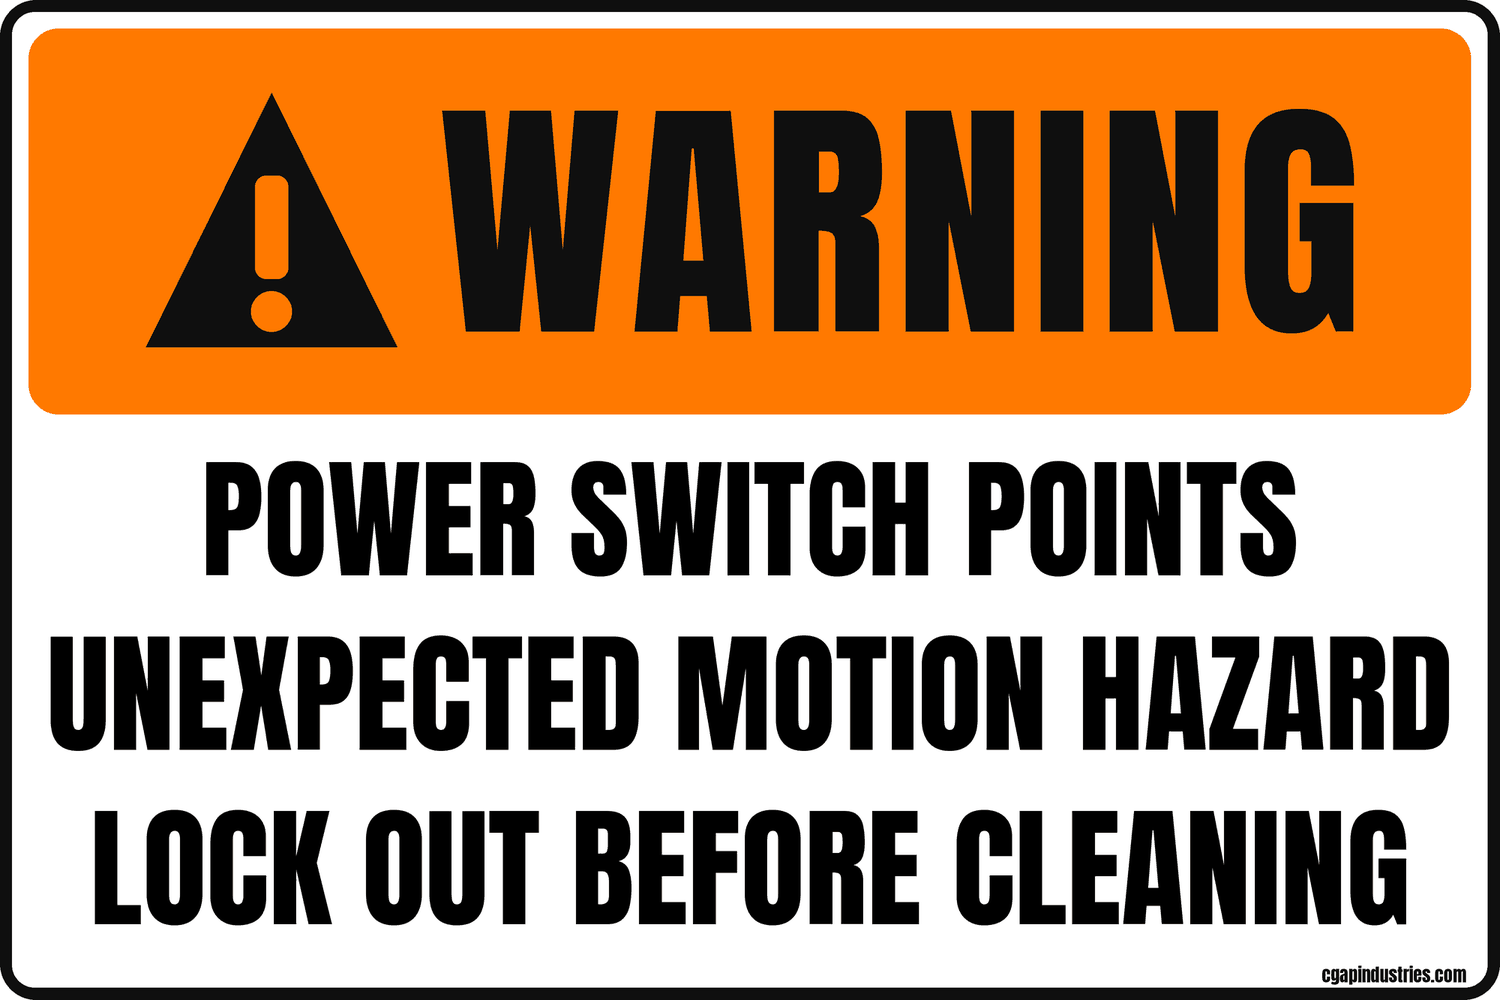 WARNING
POWER SWITCH POINTS
UNEXPECTED MOTION HAZARD
LOCK OUT BEFORE CLEANING
cgapindustries.com